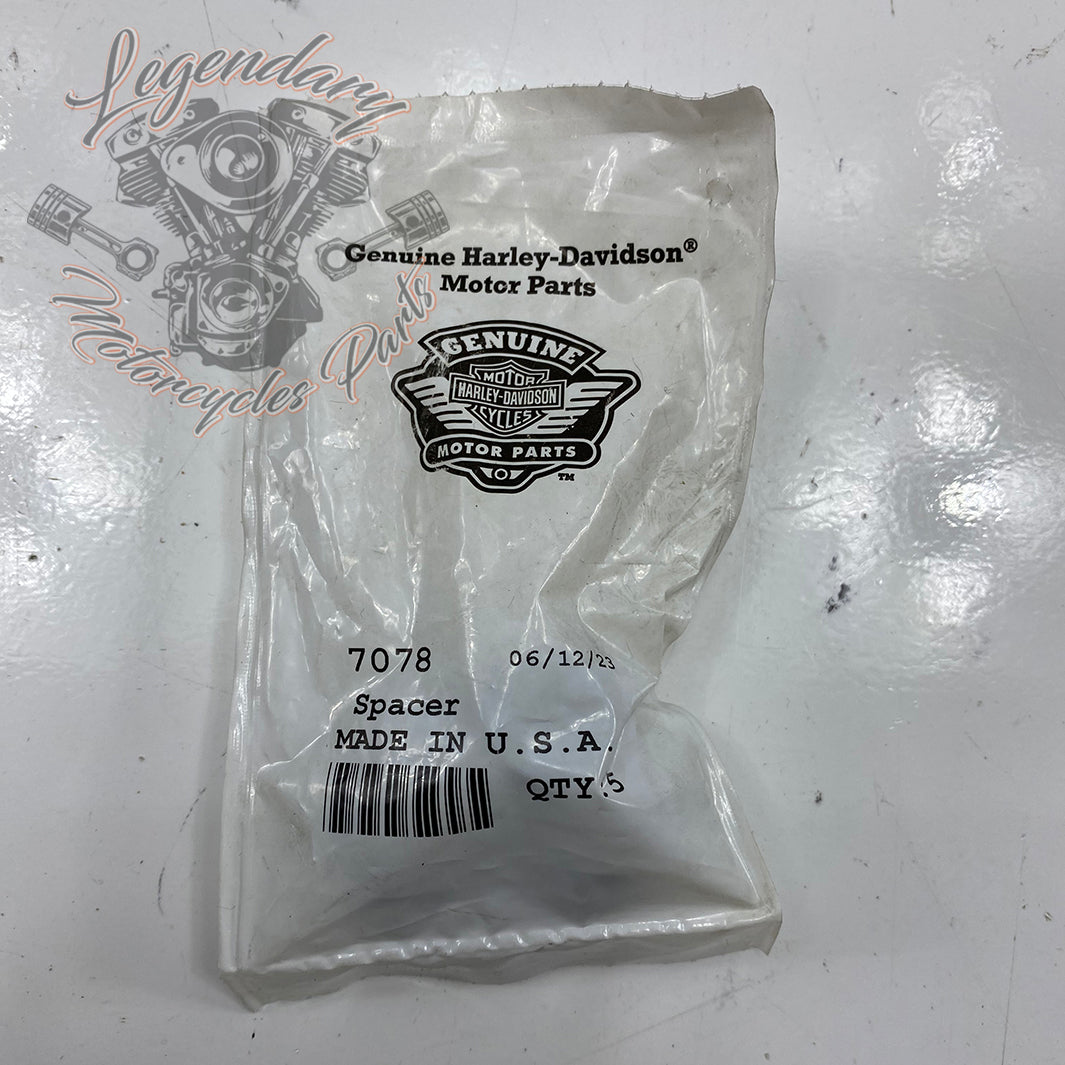 Legendary
Motorcycles Parts
Genuine Harley-Davidson®
Motor Parts
GENUINE
MOTOR
HARLEY-DAVIDSON
CYCLES
MOTOR PARTS
TM
7078 06/12/23
Spacer
MADE IN U.S.A.
QTY:5